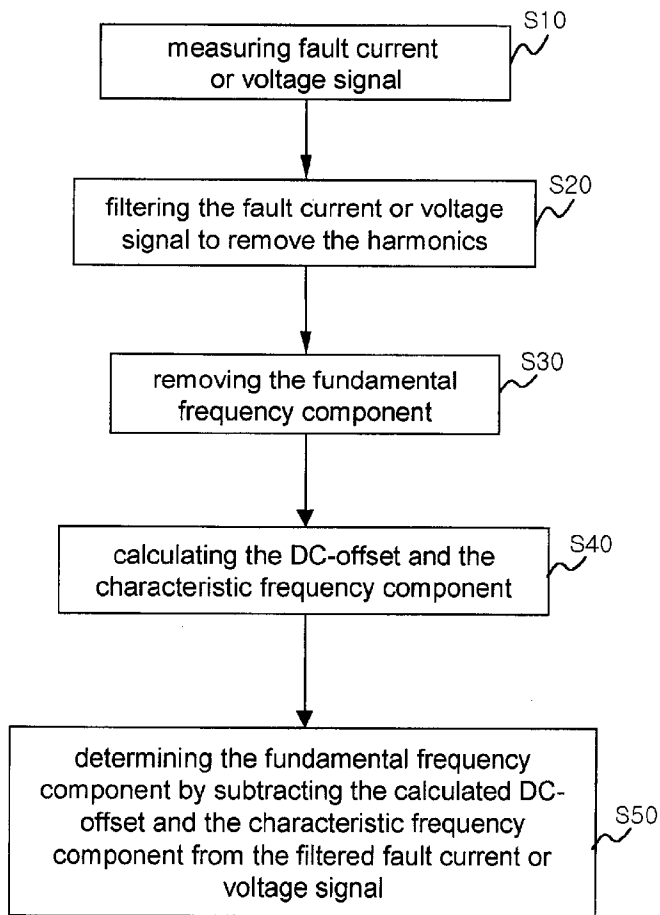 S10
measuring fault current
or voltage signal
S20
filtering the fault current or voltage
signal to remove the harmonics
S30
removing the fundamental
frequency component
S40
calculating the DC-offset and the
characteristic frequency component
determining the fundamental frequency
component by subtracting the calculated DC-
offset and the characteristic frequency
component from the filtered fault current or
voltage signal
S50